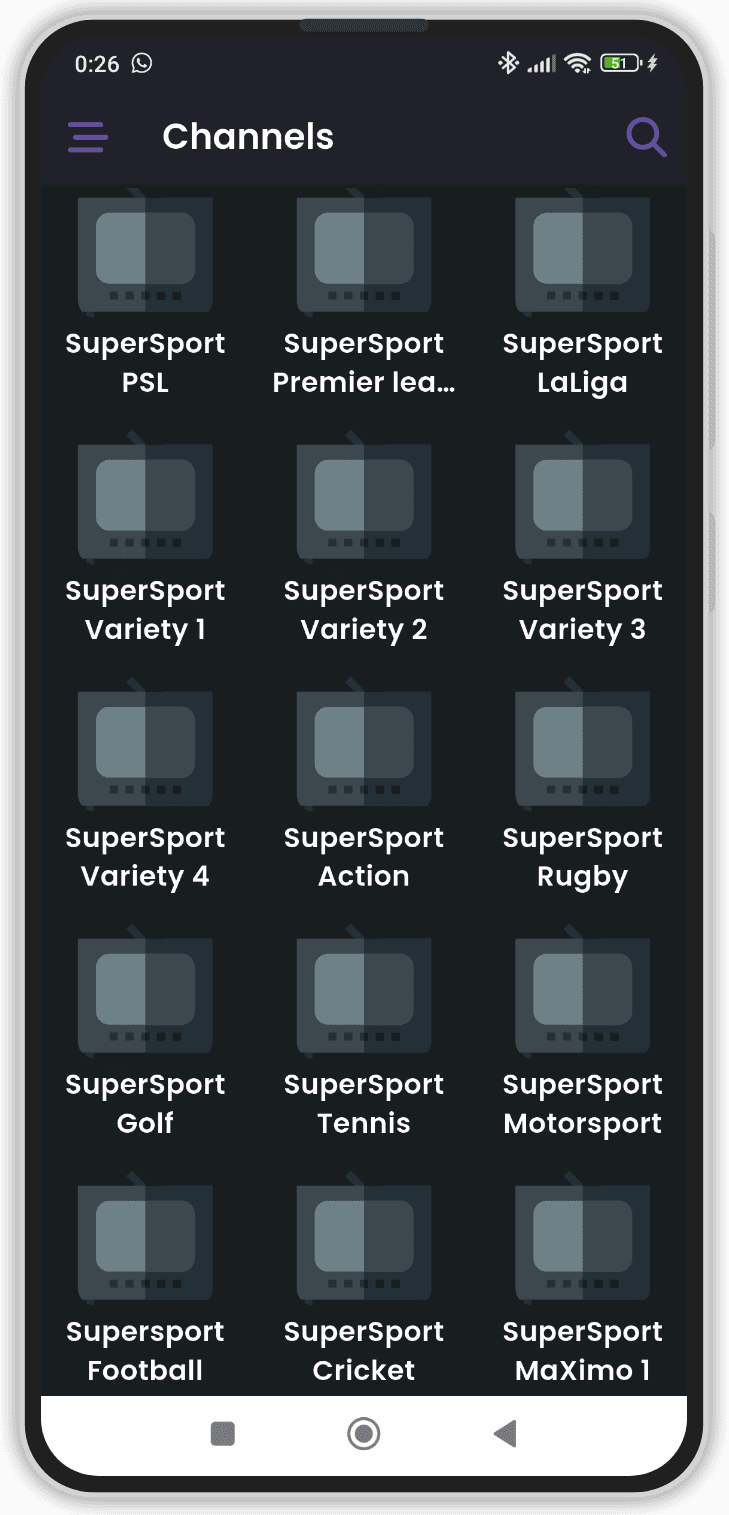 0:26
51
Channels
SuperSport
PSL
SuperSport
Premier lea...
SuperSport
LaLiga
SuperSport
Variety 1
SuperSport
Variety 2
SuperSport
Variety 3
SuperSport
Variety 4
SuperSport
Action
SuperSport
Rugby
SuperSport
Golf
SuperSport
Tennis
SuperSport
Motorsport
Supersport
Football
SuperSport
Cricket
SuperSport
MaXimo 1